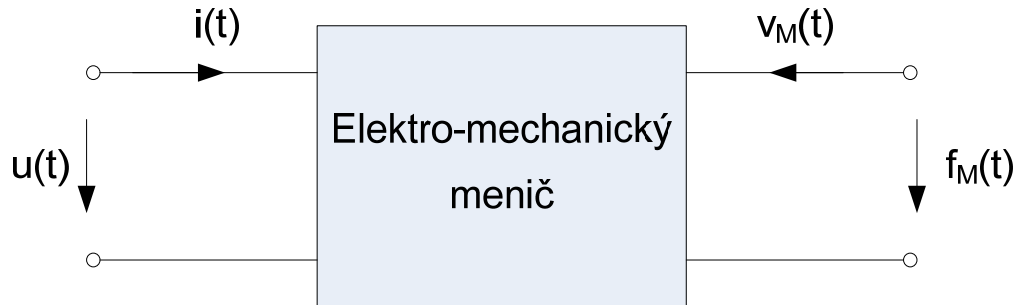 i(t)
v_M(t)
Elektro-mechanický
menič
u(t)
f_M(t)